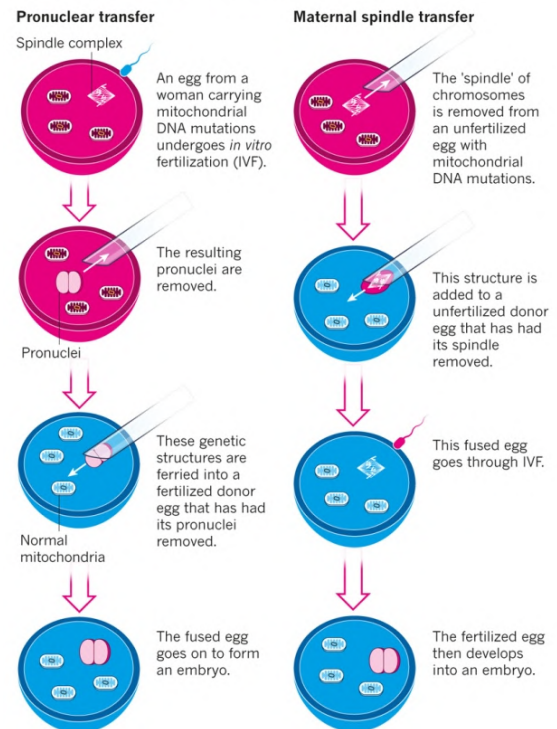 Pronuclear transfer
Spindle complex
An egg from a
woman carrying
mitochondrial
DNA mutations
undergoes in vitro
fertilization (IVF).
The resulting
pronuclei are
removed.
Pronuclei
These genetic
structures are
ferried into a
fertilized donor
egg that has had
its pronuclei
removed.
Normal
mitochondria
The fused egg
goes on to form
an embryo.
Maternal spindle transfer
The 'spindle' of
chromosomes
is removed from
an unfertilized
egg with
mitochondrial
DNA mutations.
This structure is
added to a
unfertilized donor
egg that has had
its spindle
removed.
This fused egg
goes through IVF.
The fertilized egg
then develops
into an embryo.